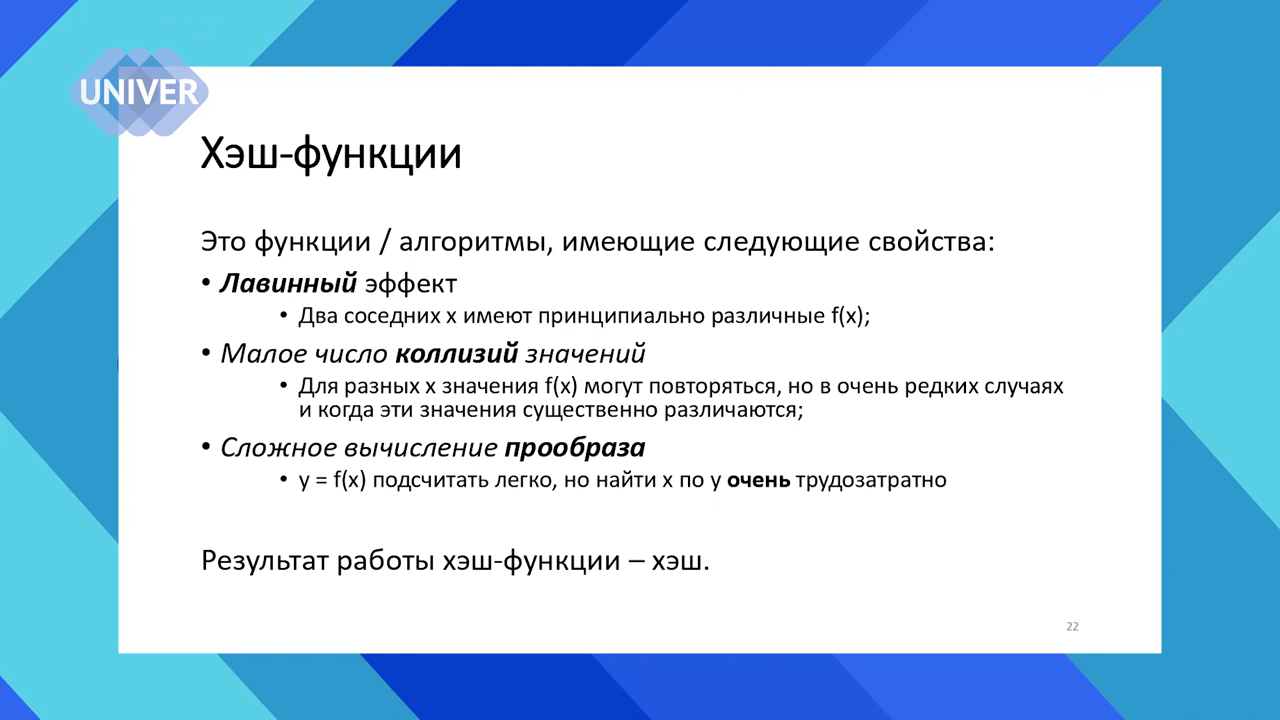 UNIVER
Хэш-функции
Это функции / алгоритмы, имеющие следующие свойства:
• Лавинный эффект
• Два соседних x имеют принципиально различные f(x);
• Малое число коллизий значений
• Для разных x значения f(x) могут повторяться, но в очень редких случаях
и когда эти значения существенно различаются;
• Сложное вычисление прообраза
• y = f(x) подсчитать легко, но найти x по y очень трудозатратно
Результат работы хэш-функции – хэш.
22